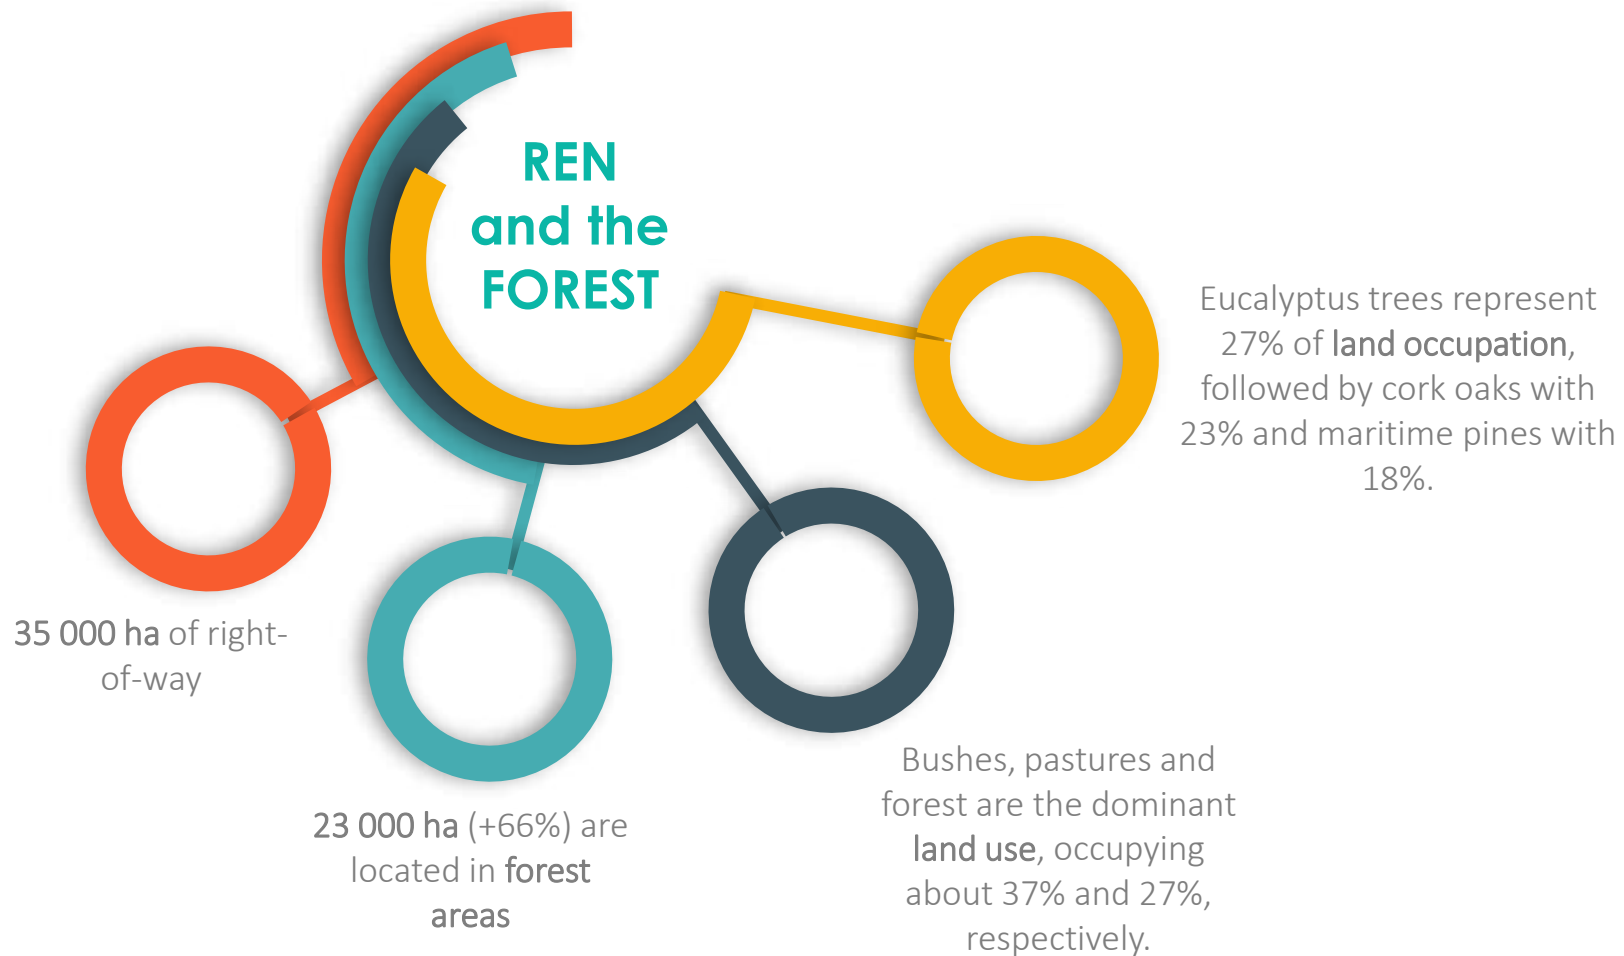 REN
and the
FOREST
Eucalyptus trees represent
27% of land occupation,
followed by cork oaks with
23% and maritime pines with
18%.
35 000 ha of right-
of-way
23 000 ha (+66%) are
located in forest
areas
Bushes, pastures and
forest are the dominant
land use, occupying
about 37% and 27%,
respectively.